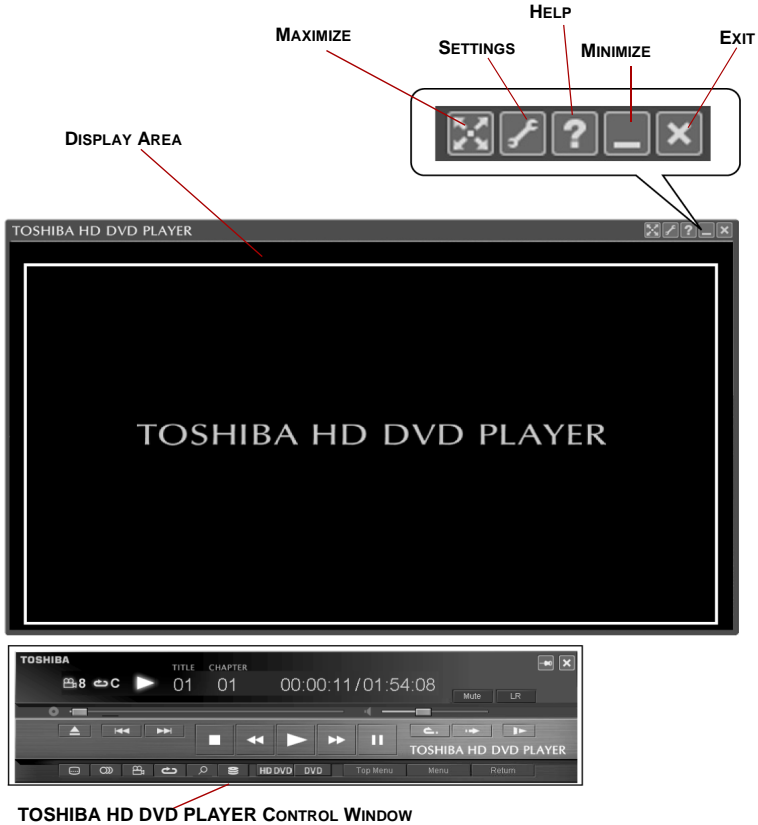 HELP
MAXIMIZE
EXIT
SETTINGS
MINIMIZE
?
DISPLAY AREA
TOSHIBA HD DVD PLAYER
?
TOSHIBA HD DVD PLAYER
TOSHIBA
TITLE CHAPTER
8 C 01 01 00:00:11/01:54:08
Mute LR
TOSHIBA HD DVD PLAYER
HD DVD DVD Top Menu Menu Return
TOSHIBA HD DVD PLAYER CONTROL WINDOW